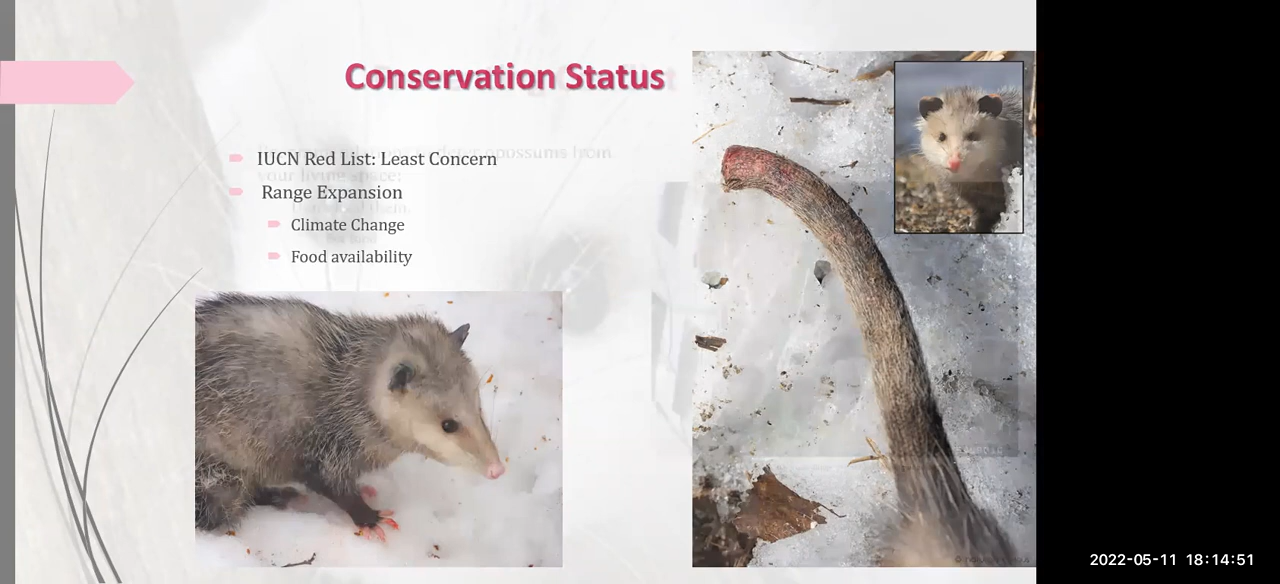 Conservation Status
IUCN Red List: Least Concern
Range Expansion
Climate Change
Food availability
2022-05-11 18:14:51